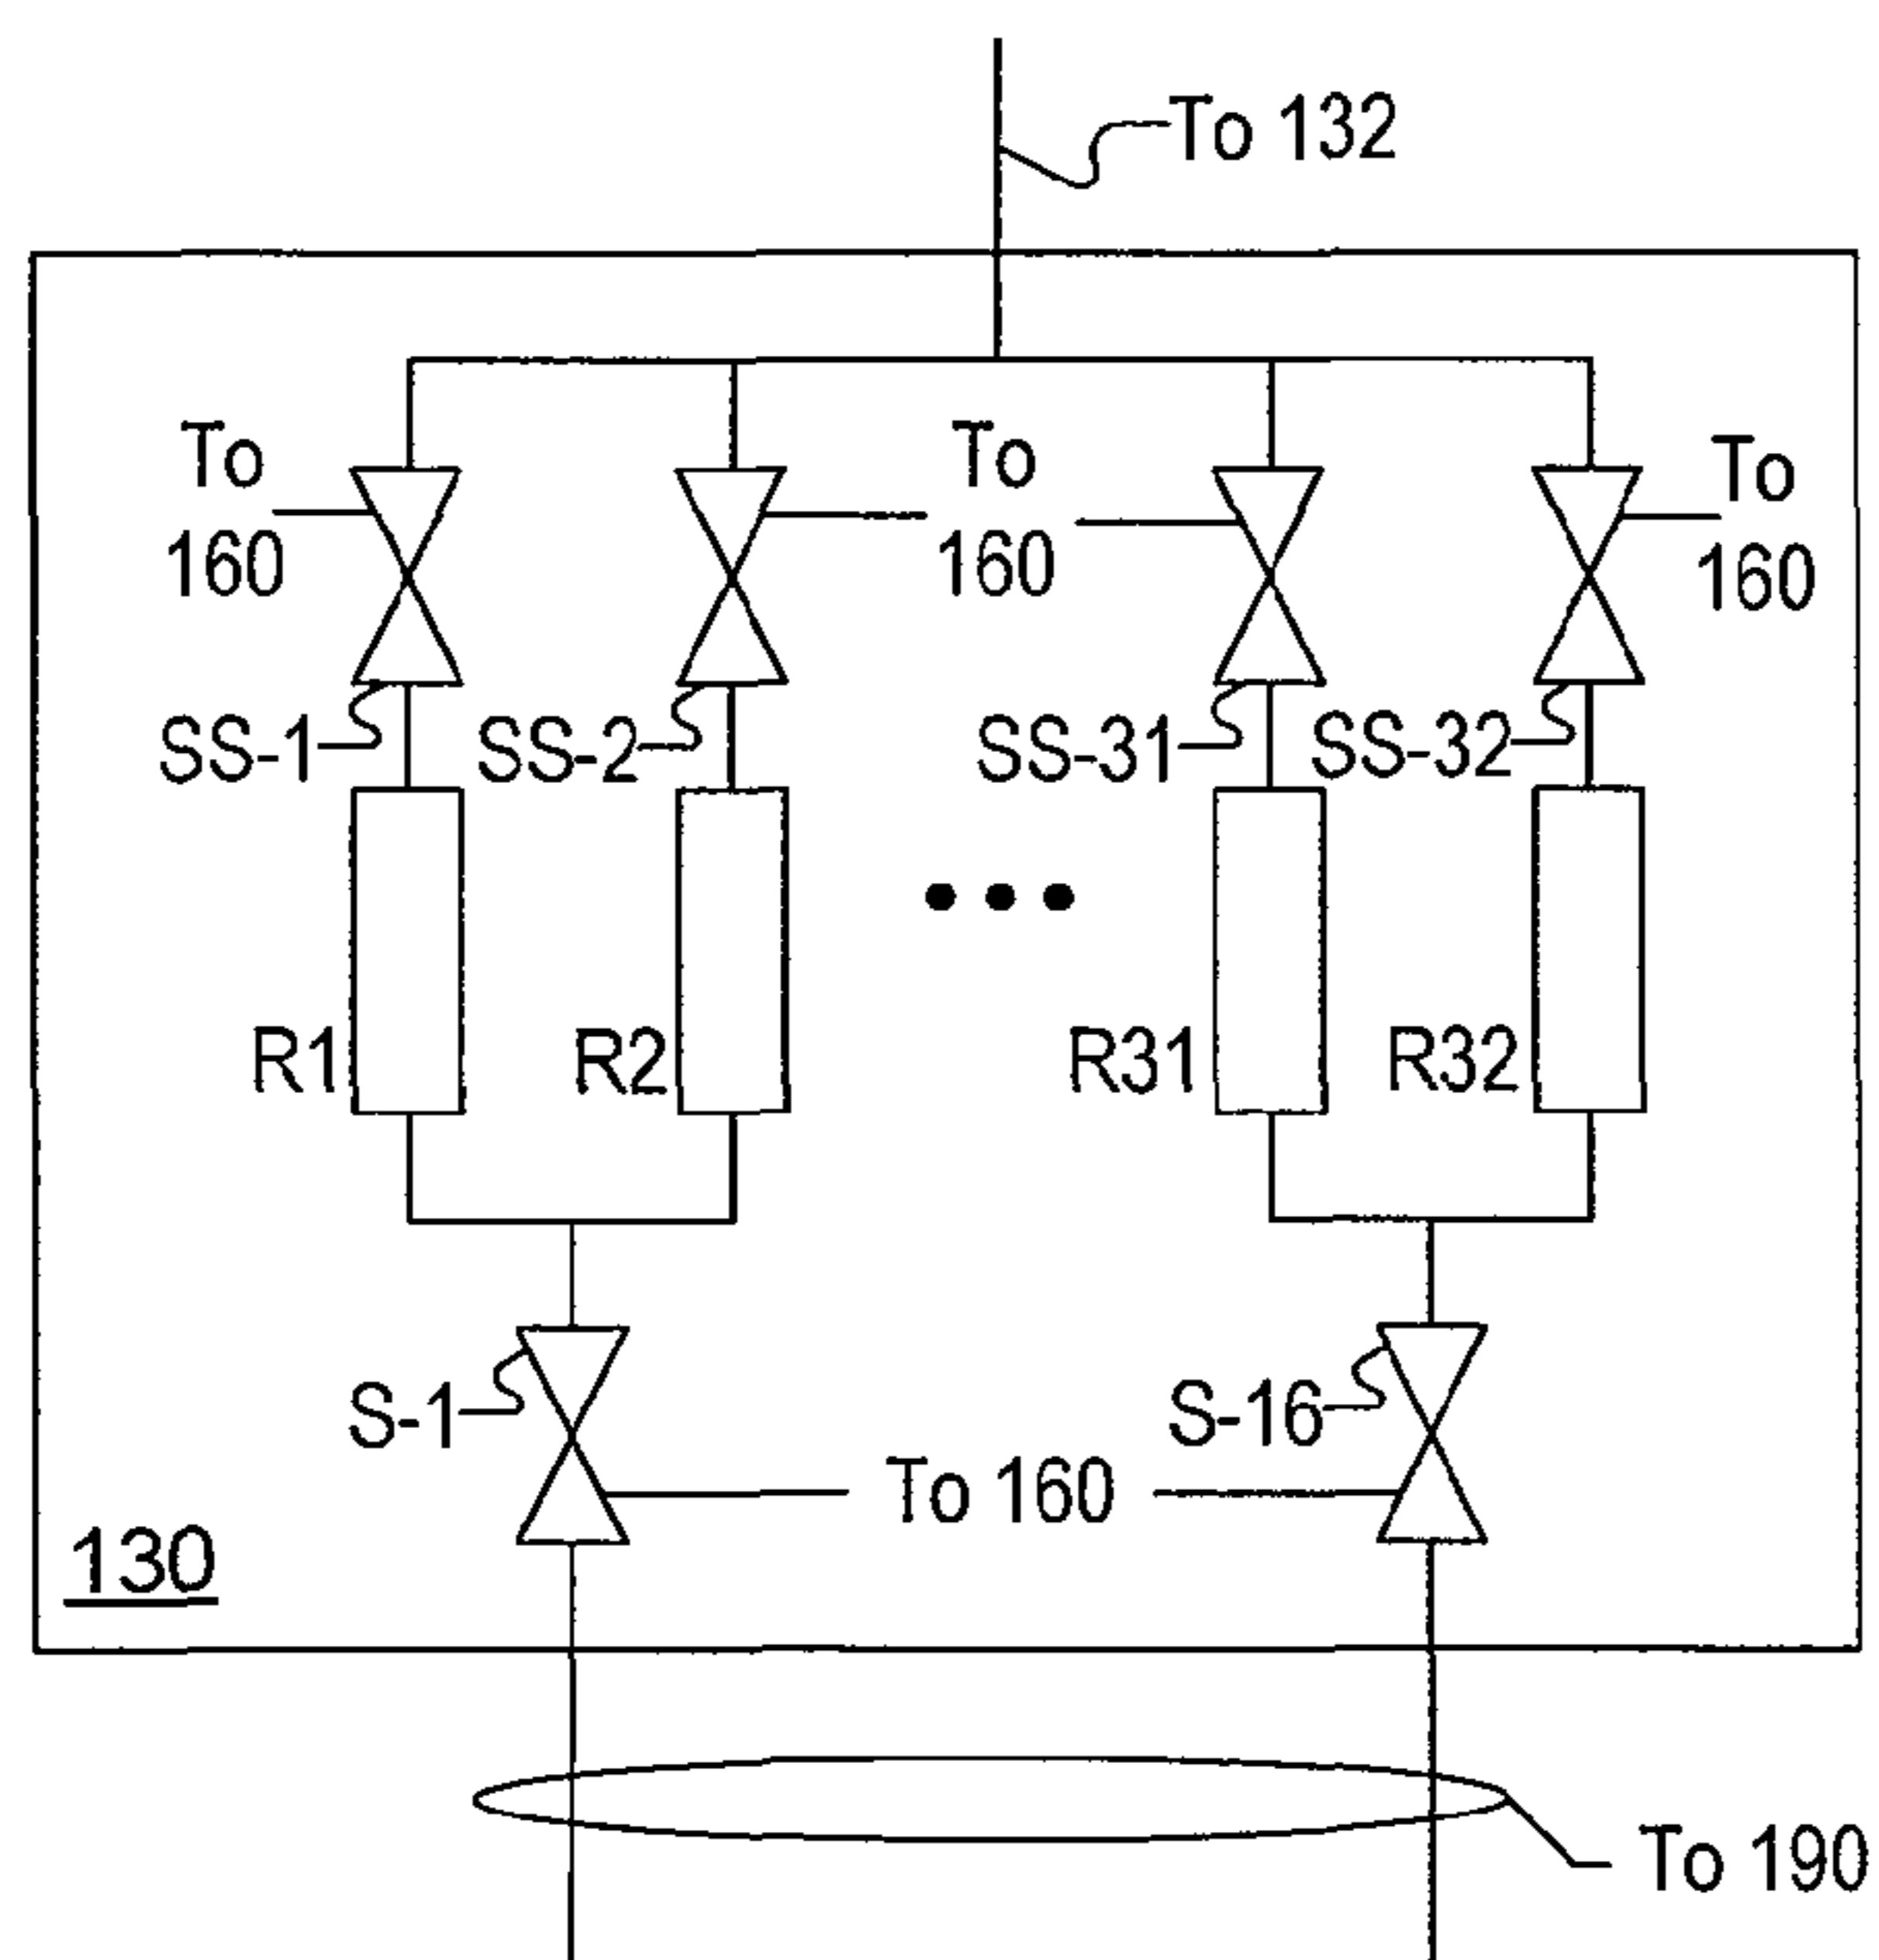 To 132
To
160
To
160
To
160
SS-1
SS-2
SS-31
SS-32
R1
R2
R31
R32
S-1
S-16
To 160
130
To 190